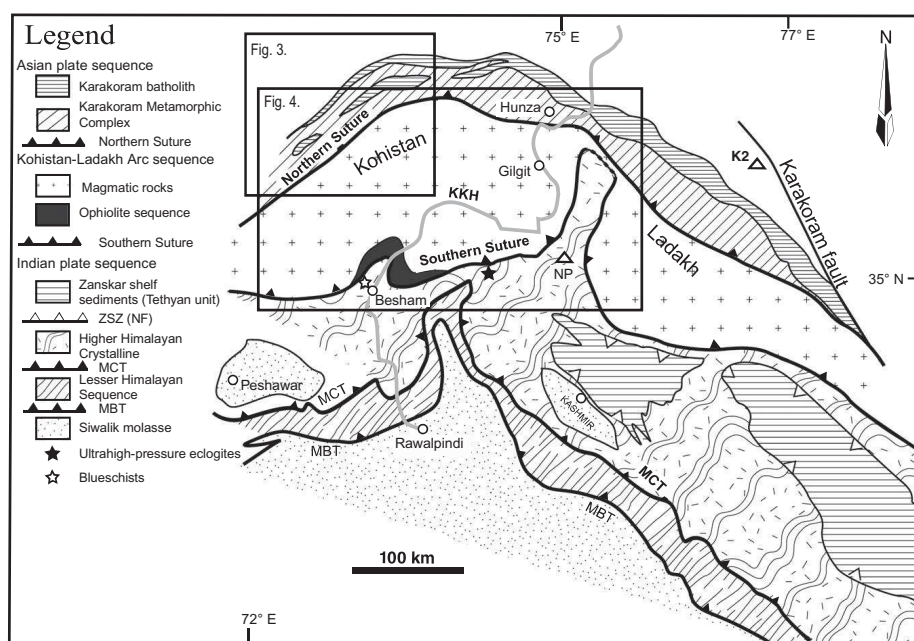 Legend
Asian plate sequence
Karakoram batholith
Karakoram Metamorphic
Complex
Northern Suture
Kohistan-Ladakh Arc sequence
Magmatic rocks
Ophiolite sequence
Southern Suture
Indian plate sequence
Zanskar shelf
sediments (Tethyan unit)
ZSZ (NF)
Higher Himalayan
Crystalline
MCT
Lesser Himalayan
Sequence
MBT
Siwalik molasse
Ultrahigh-pressure eclogites
Blueschists
75° E
77° E
N
Fig. 3.
Fig. 4.
Hunza
Northern Suture
Kohistan
Gilgit
K2
Karakoram fault
KKH
Southern Suture
Ladakh
NP
35° N
Besham
Peshawar
MCT
KASHMIR
MBT
Rawalpindi
MCT
MBT
100 km
72° E